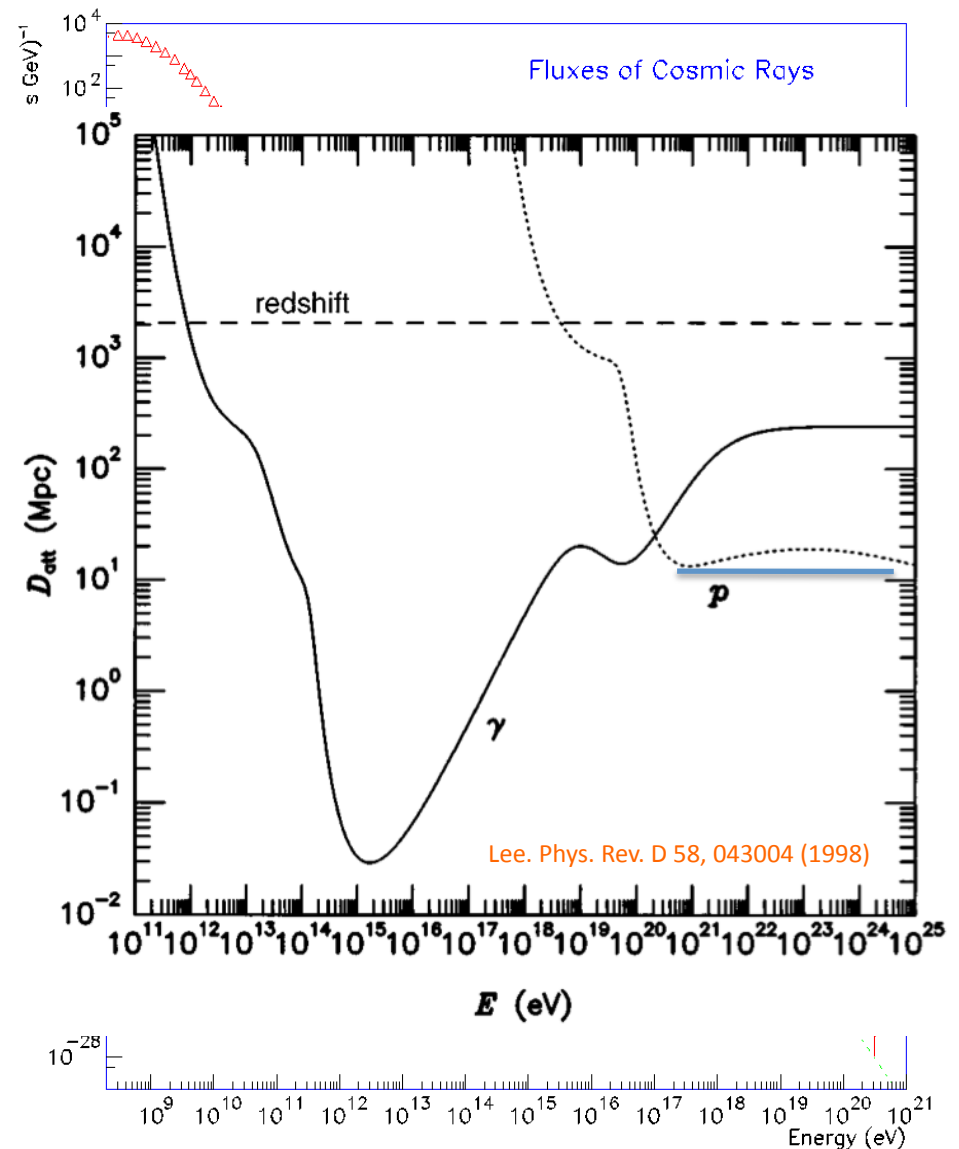 10⁴
s GeV)⁻¹
Fluxes of Cosmic Rays
10²
10⁵
10⁴
redshift
10³
10²
D_att (Mpc)
10¹
p
10⁰
γ
10⁻¹
Lee. Phys. Rev. D 58, 043004 (1998)
10⁻²
10¹¹ 10¹² 10¹³ 10¹⁴ 10¹⁵ 10¹⁶ 10¹⁷ 10¹⁸ 10¹⁹ 10²⁰ 10²¹ 10²² 10²³ 10²⁴ 10²⁵
E (eV)
10⁻²⁸
10⁹ 10¹⁰ 10¹¹ 10¹² 10¹³ 10¹⁴ 10¹⁵ 10¹⁶ 10¹⁷ 10¹⁸ 10¹⁹ 10²⁰ 10²¹
Energy (eV)